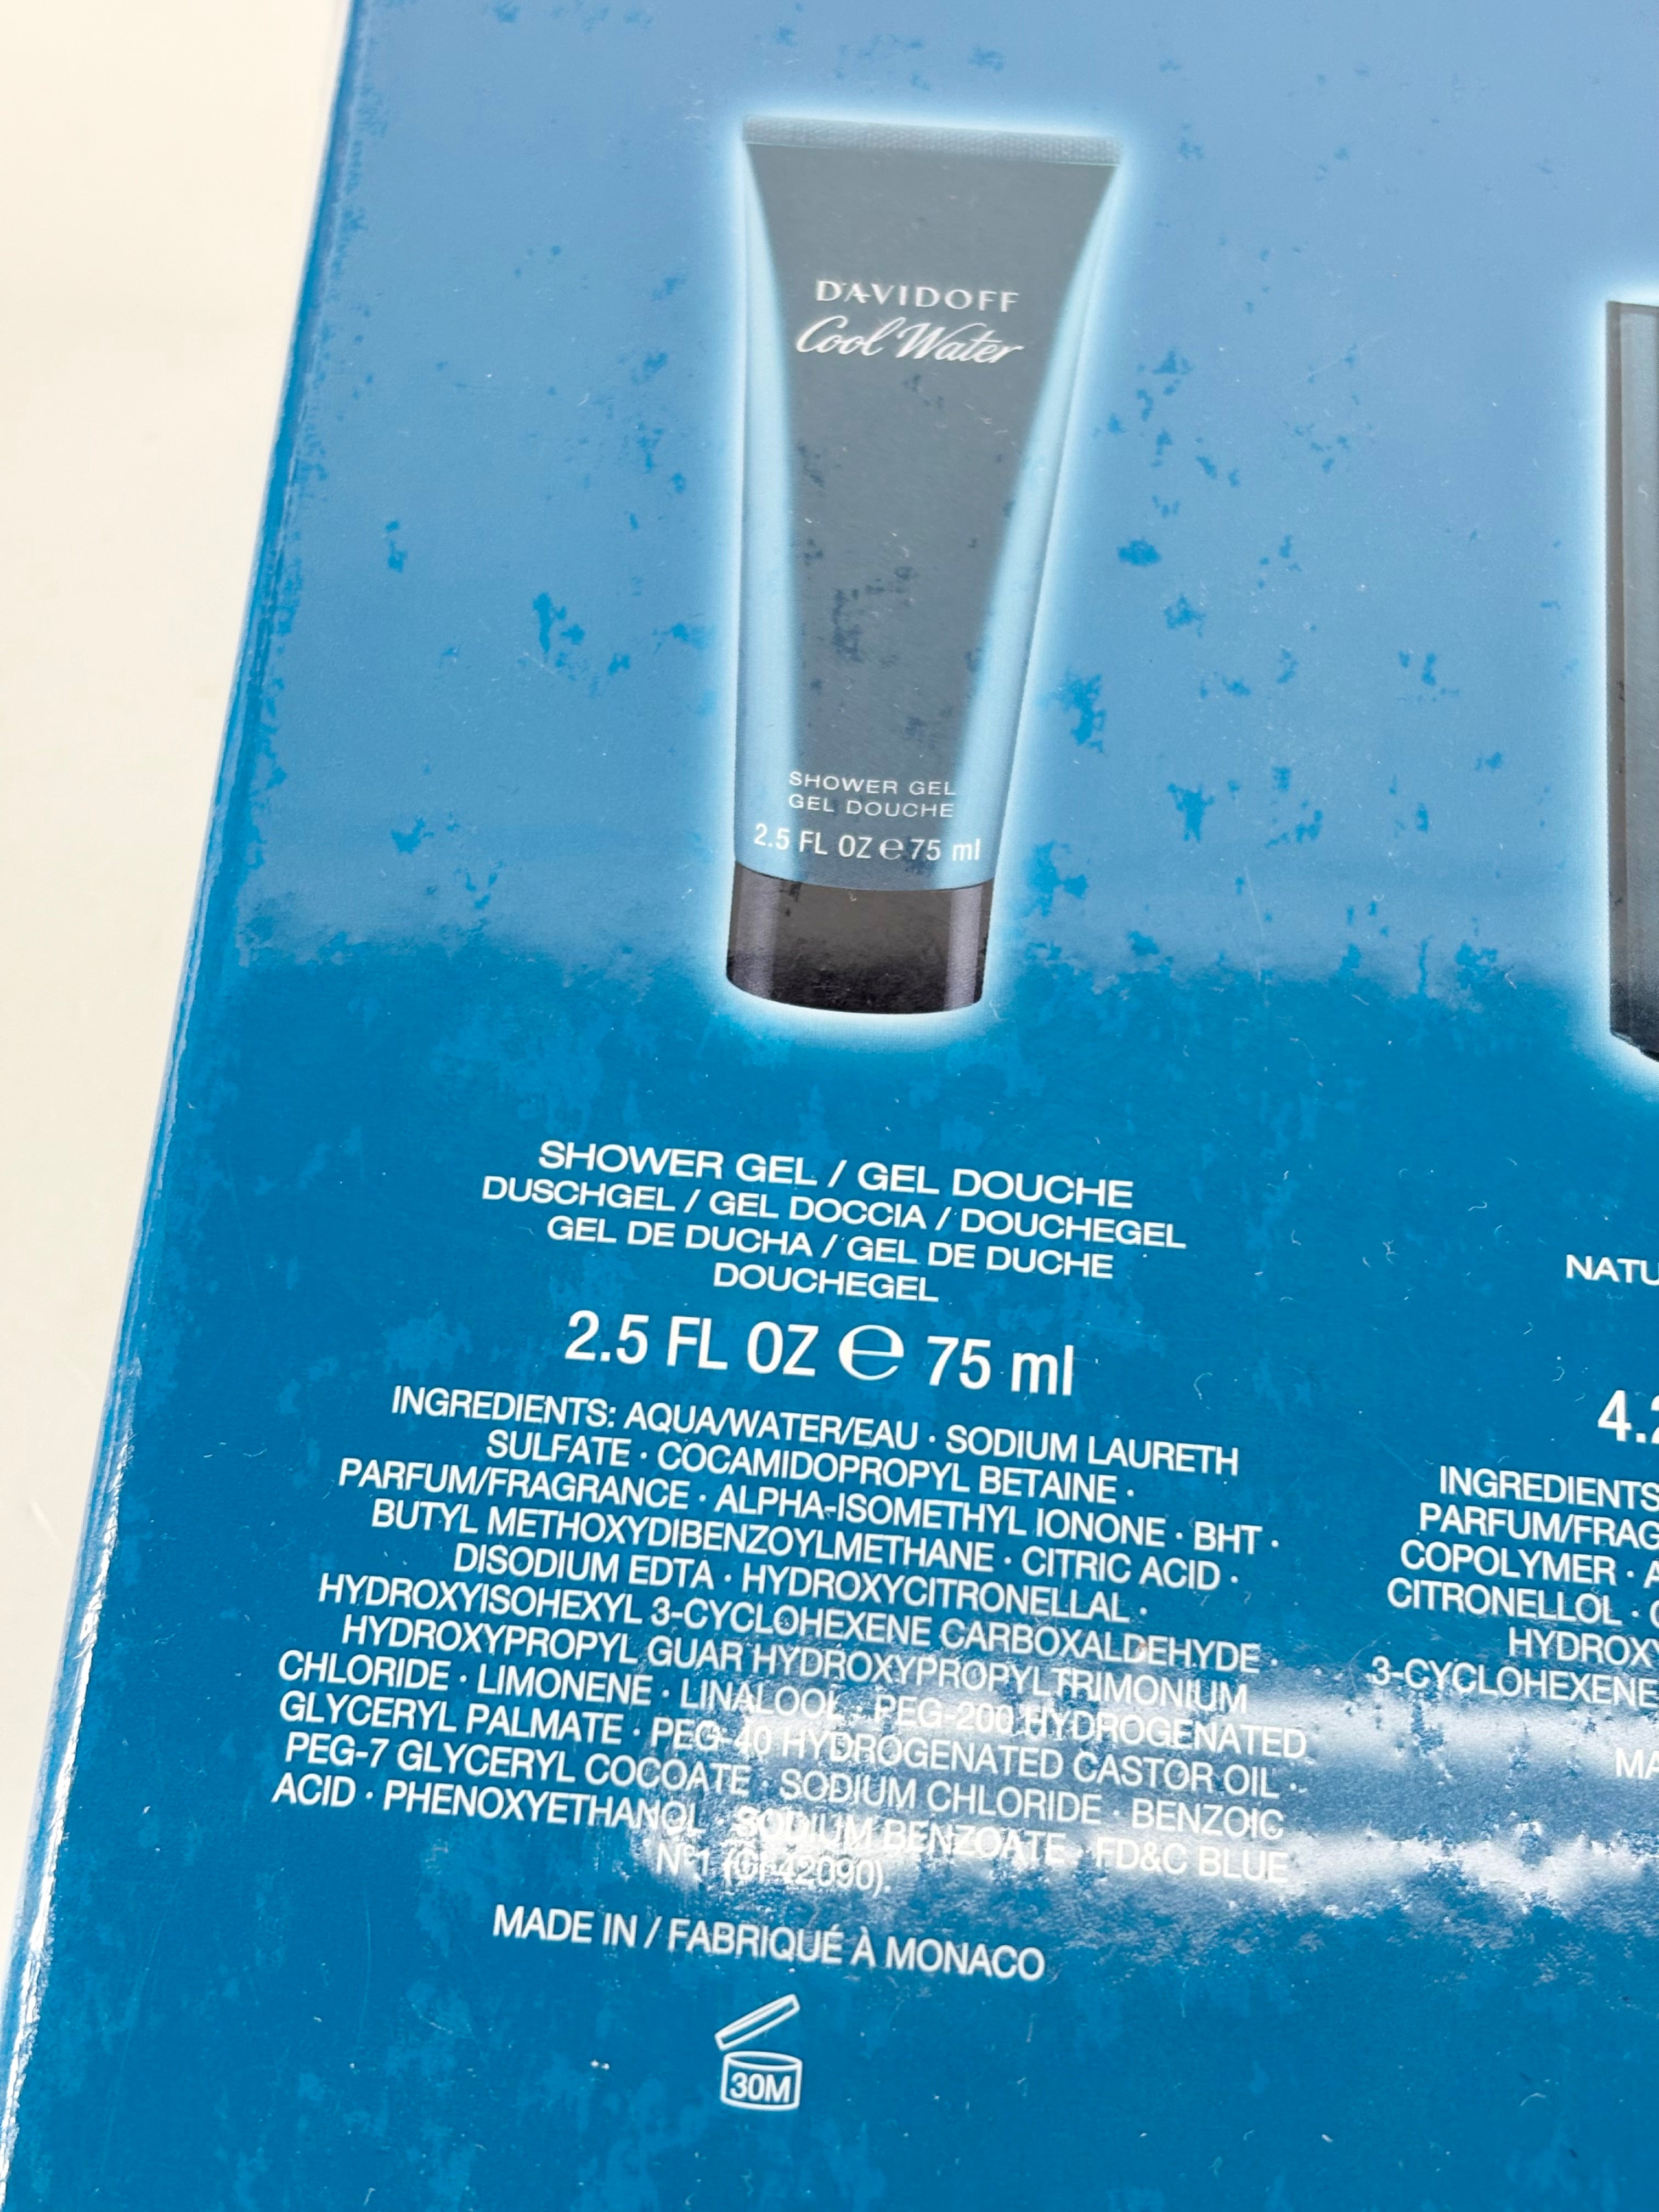 DAVIDOFF
Cool Water
SHOWER GEL
GEL DOUCHE
2.5 FL OZ ℮ 75 ml
SHOWER GEL / GEL DOUCHE
DUSCHGEL / GEL DOCCIA / DOUCHEGEL
GEL DE DUCHA / GEL DE DUCHE
DOUCHEGEL
2.5 FL OZ ℮ 75 ml
INGREDIENTS: AQUA/WATER/EAU · SODIUM LAURETH
SULFATE · COCAMIDOPROPYL BETAINE ·
PARFUM/FRAGRANCE · ALPHA-ISOMETHYL IONONE · BHT ·
BUTYL METHOXYDIBENZOYLMETHANE · CITRIC ACID ·
DISODIUM EDTA · HYDROXYCITRONELLAL ·
HYDROXYISOHEXYL 3-CYCLOHEXENE CARBOXALDEHYDE ·
HYDROXYPROPYL GUAR HYDROXYPROPYLTRIMONIUM
CHLORIDE · LIMONENE · LINALOOL · PEG-200 HYDROGENATED
GLYCERYL PALMATE · PEG-40 HYDROGENATED CASTOR OIL ·
PEG-7 GLYCERYL COCOATE · SODIUM CHLORIDE · BENZOIC
ACID · PHENOXYETHANOL · SODIUM BENZOATE · FD&C BLUE
N°1 (CI 42090).
MADE IN / FABRIQUÉ À MONACO
30M
NATU
4.2
INGREDIENTS
PARFUM/FRAG
COPOLYMER · A
CITRONELLOL ·
HYDROXY
3-CYCLOHEXENE
MA